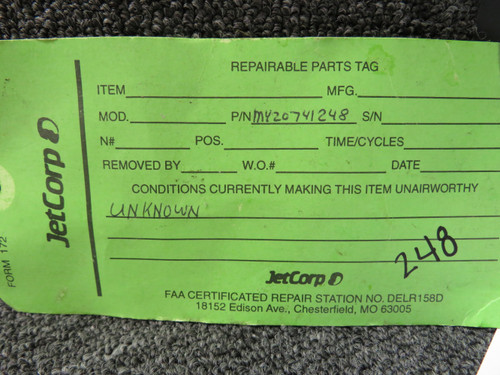 REPAIRABLE PARTS TAG
ITEM MFG.
MOD. P/N MY20741248 S/N
N# POS. TIME/CYCLES
REMOVED BY W.O.# DATE
CONDITIONS CURRENTLY MAKING THIS ITEM UNAIRWORTHY
UNKNOWN
248
JetCorp
FAA CERTIFICATED REPAIR STATION NO. DELR158D
18152 Edison Ave., Chesterfield, MO 63005
JetCorp
FORM 172